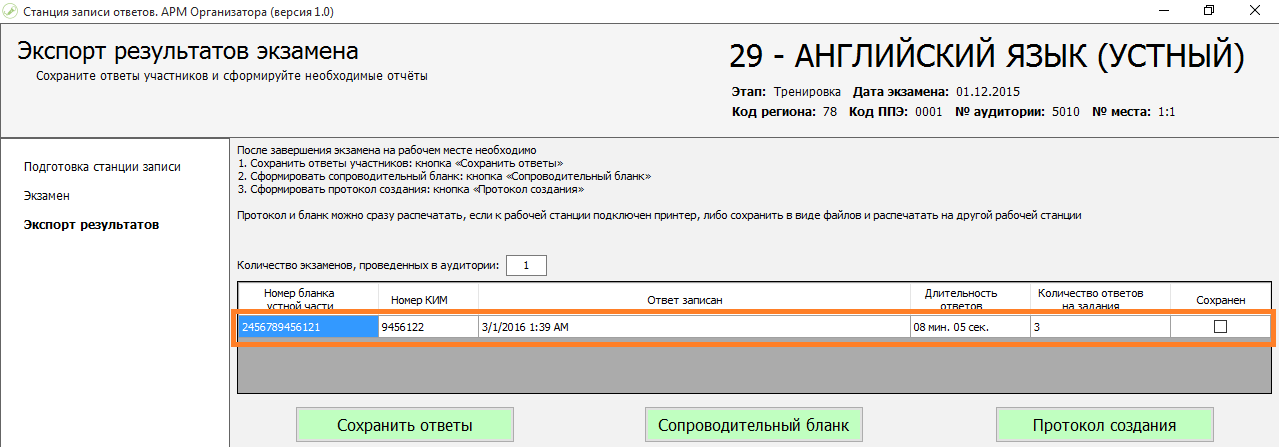 Станция записи ответов. АРМ Организатора (версия 1.0)
Экспорт результатов экзамена
Сохраните ответы участников и сформируйте необходимые отчёты
29 - АНГЛИЙСКИЙ ЯЗЫК (УСТНЫЙ)
Этап: Тренировка Дата экзамена: 01.12.2015
Код региона: 78 Код ППЭ: 0001 № аудитории: 5010 № места: 1:1
Подготовка станции записи
Экзамен
Экспорт результатов
После завершения экзамена на рабочем месте необходимо
1. Сохранить ответы участников: кнопка «Сохранить ответы»
2. Сформировать сопроводительный бланк: кнопка «Сопроводительный бланк»
3. Сформировать протокол создания: кнопка «Протокол создания»
Протокол и бланк можно сразу распечатать, если к рабочей станции подключен принтер, либо сохранить в виде файлов и распечатать на другой рабочей станции
Количество экзаменов, проведенных в аудитории: 1
Номер бланка
устной части
Номер КИМ
Ответ записан
Длительность
ответов
Количество ответов
на задания
Сохранен
2456789456121 9456122 3/1/2016 1:39 AM 08 мин. 05 сек. 3
Сохранить ответы
Сопроводительный бланк
Протокол создания